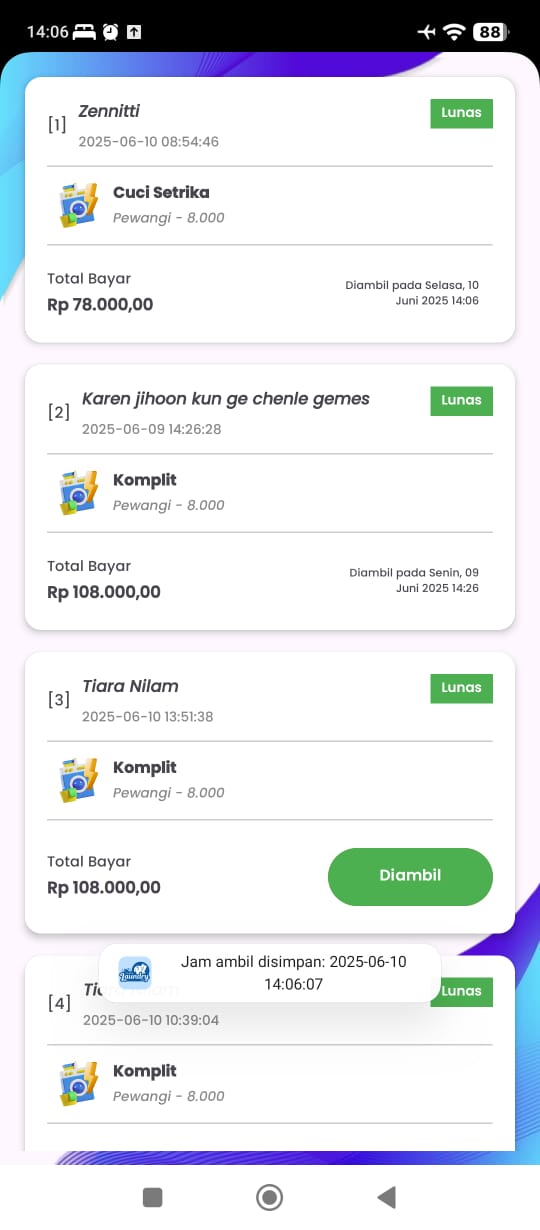 14:06
88
Zennitti
Lunas
[1]
2025-06-10 08:54:46
Cuci Setrika
Pewangi - 8.000
Total Bayar
Rp 78.000,00
Diambil pada Selasa, 10
Juni 2025 14:06
Karen jihoon kun ge chenle gemes
Lunas
[2]
2025-06-09 14:26:28
Komplit
Pewangi - 8.000
Total Bayar
Rp 108.000,00
Diambil pada Senin, 09
Juni 2025 14:26
Tiara Nilam
Lunas
[3]
2025-06-10 13:51:38
Komplit
Pewangi - 8.000
Total Bayar
Rp 108.000,00
Diambil
Laundry
Jam ambil disimpan: 2025-06-10
14:06:07
Lunas
[4]
2025-06-10 10:39:04
Komplit
Pewangi - 8.000